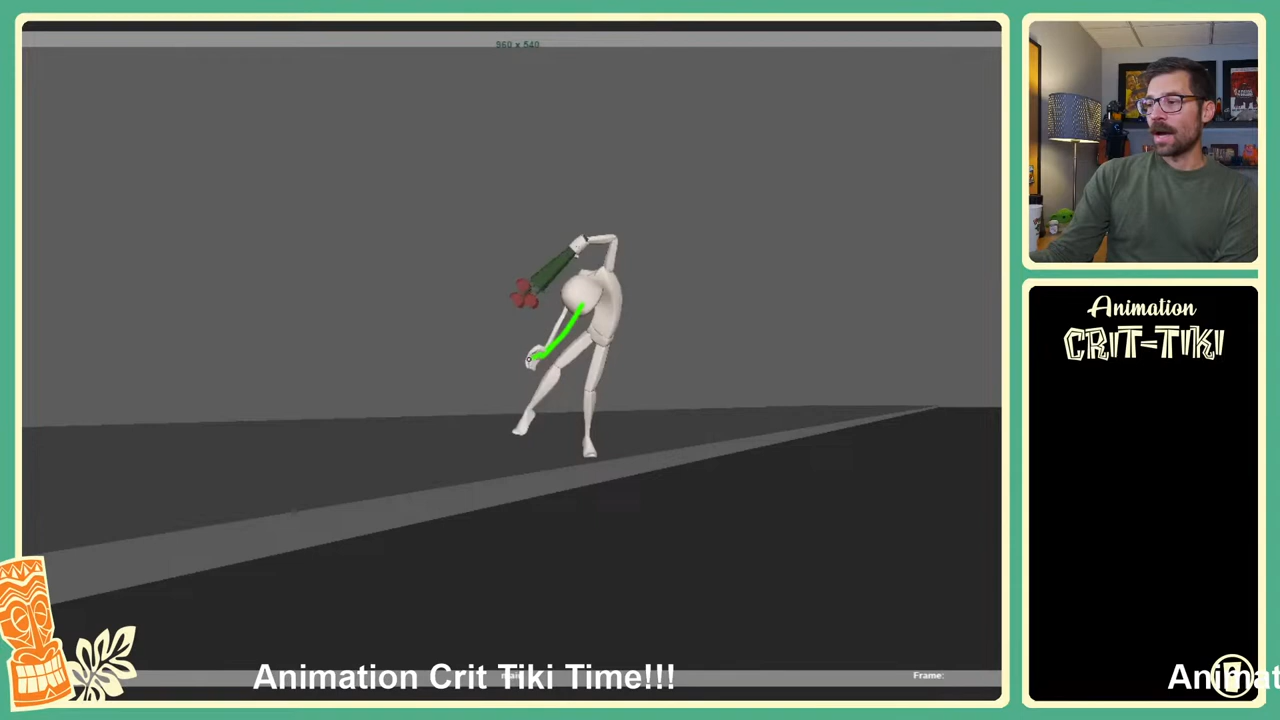 960 x 540
Animation
CRIT-TIKI
Animation Crit Tiki Time!!!
Frame: